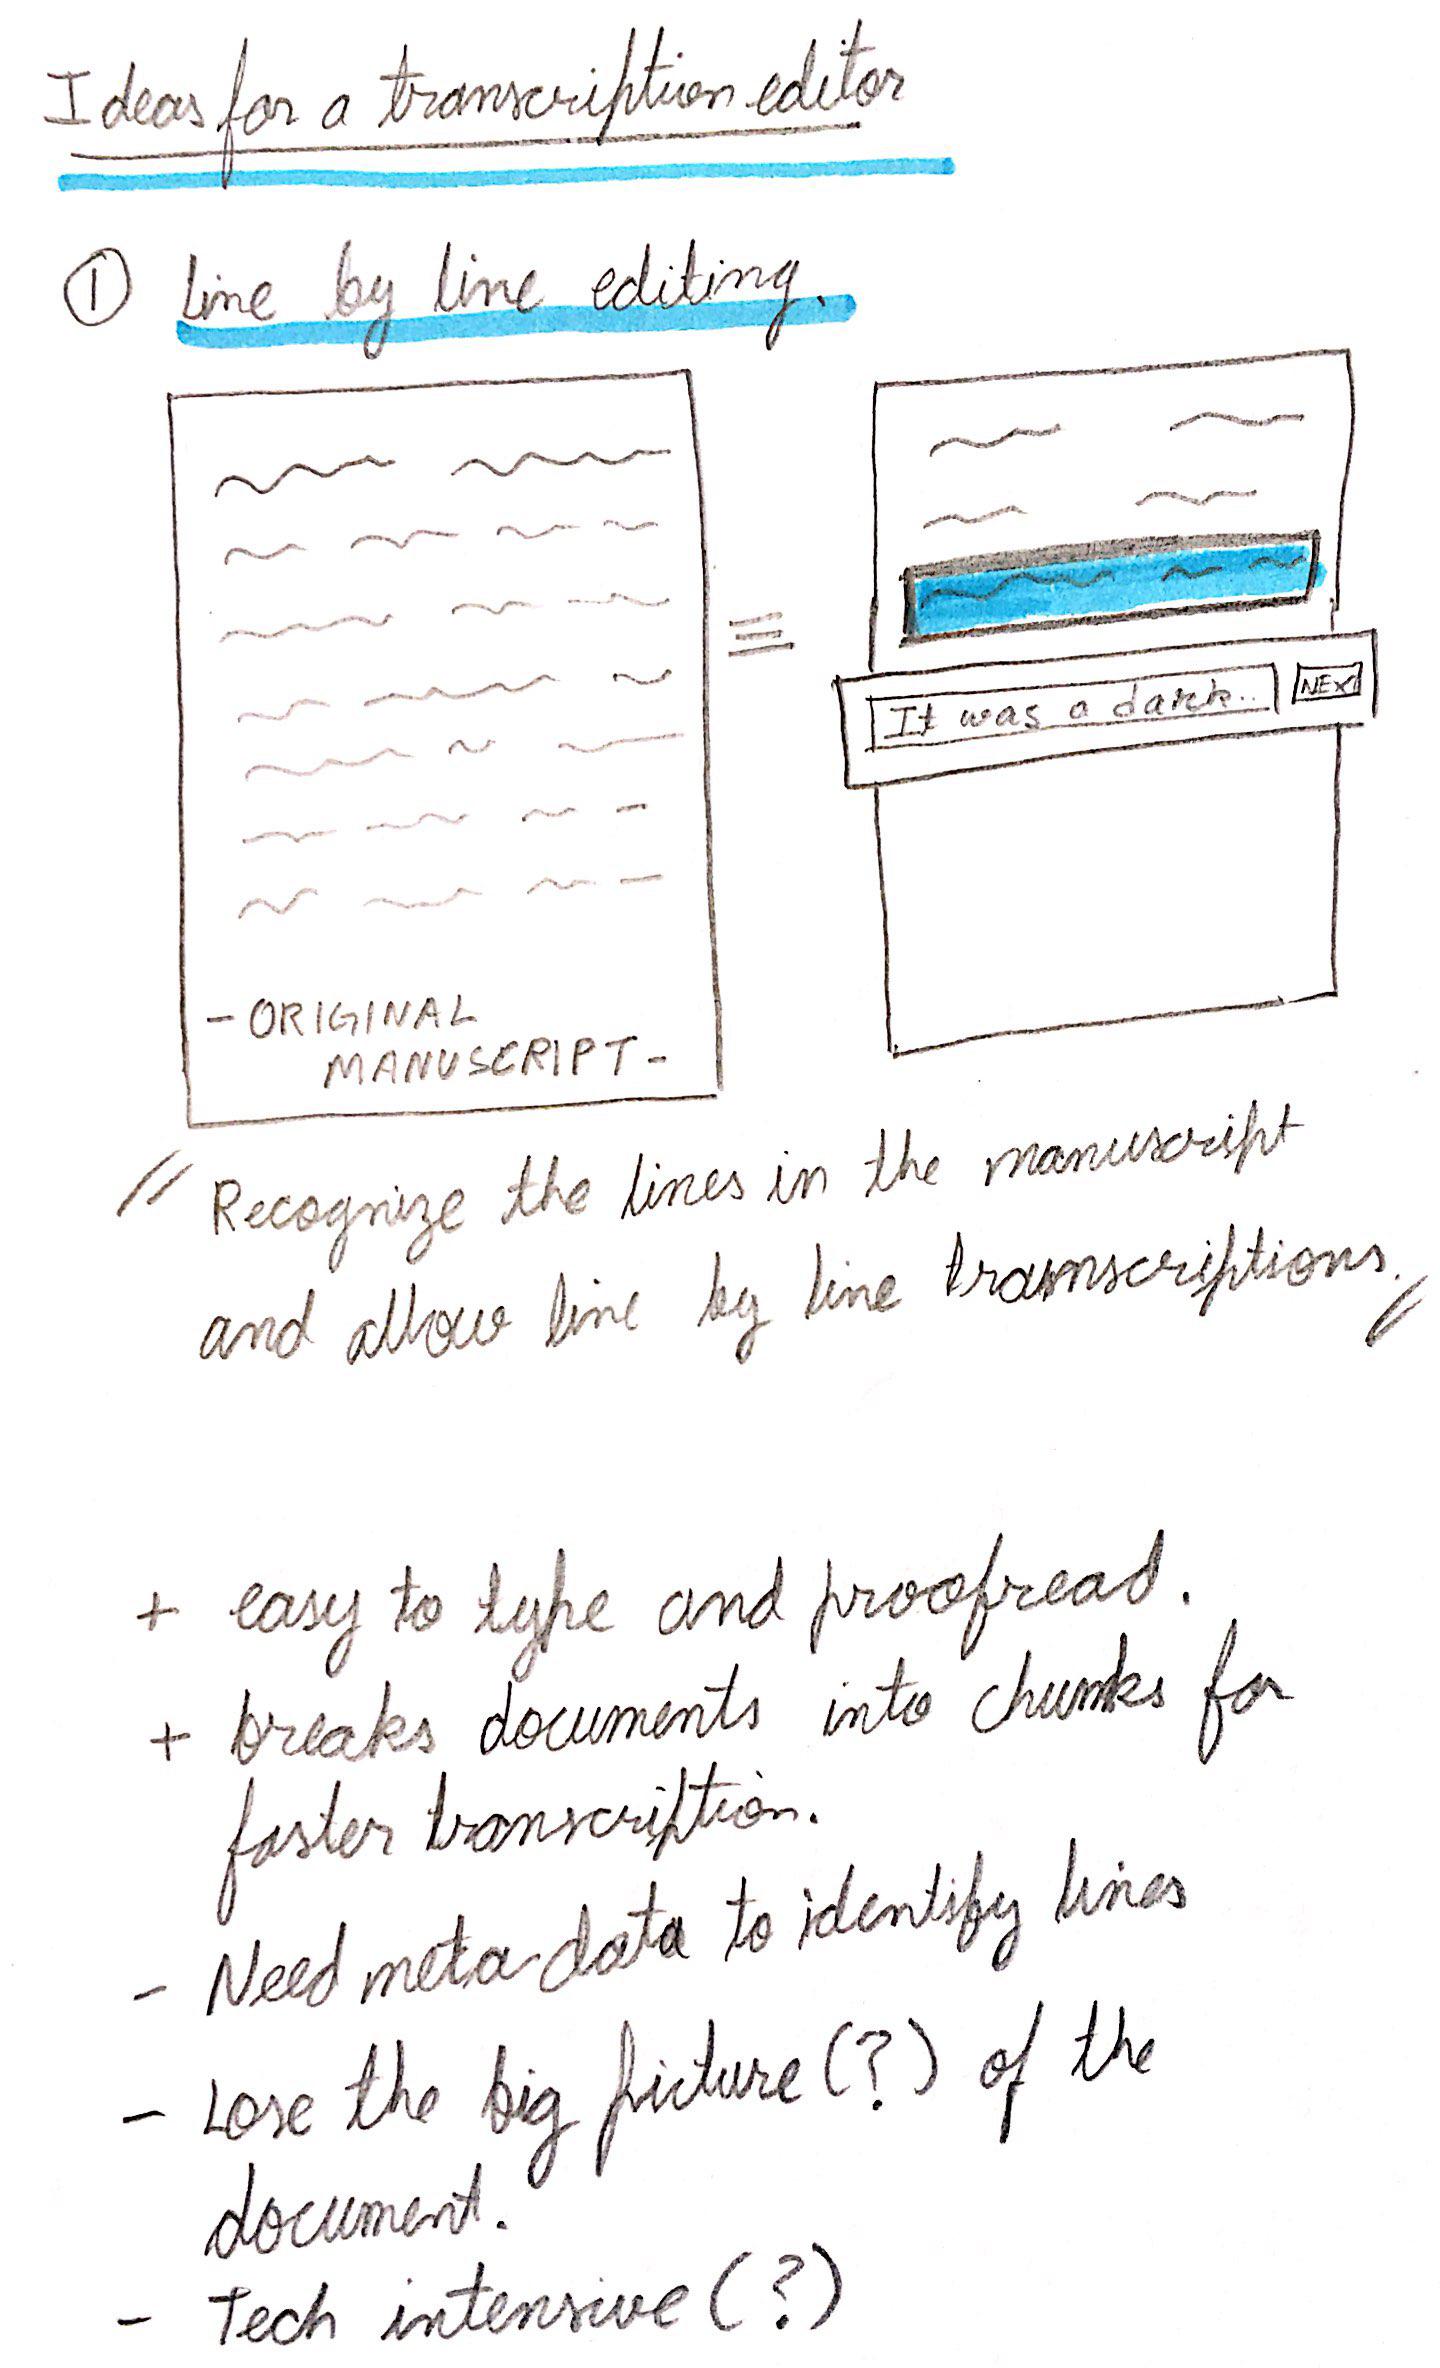 Ideas for a transcription editor
① Line by line editing.
It was a dark.. NEXT
- ORIGINAL
MANUSCRIPT -
" Recognize the lines in the manuscript
and allow line by line transcriptions. "
+ easy to type and proofread.
+ breaks documents into chunks for
faster transcription.
- Need meta-data to identify lines
- Lose the big picture (?) of the
document.
- Tech intensive (?)